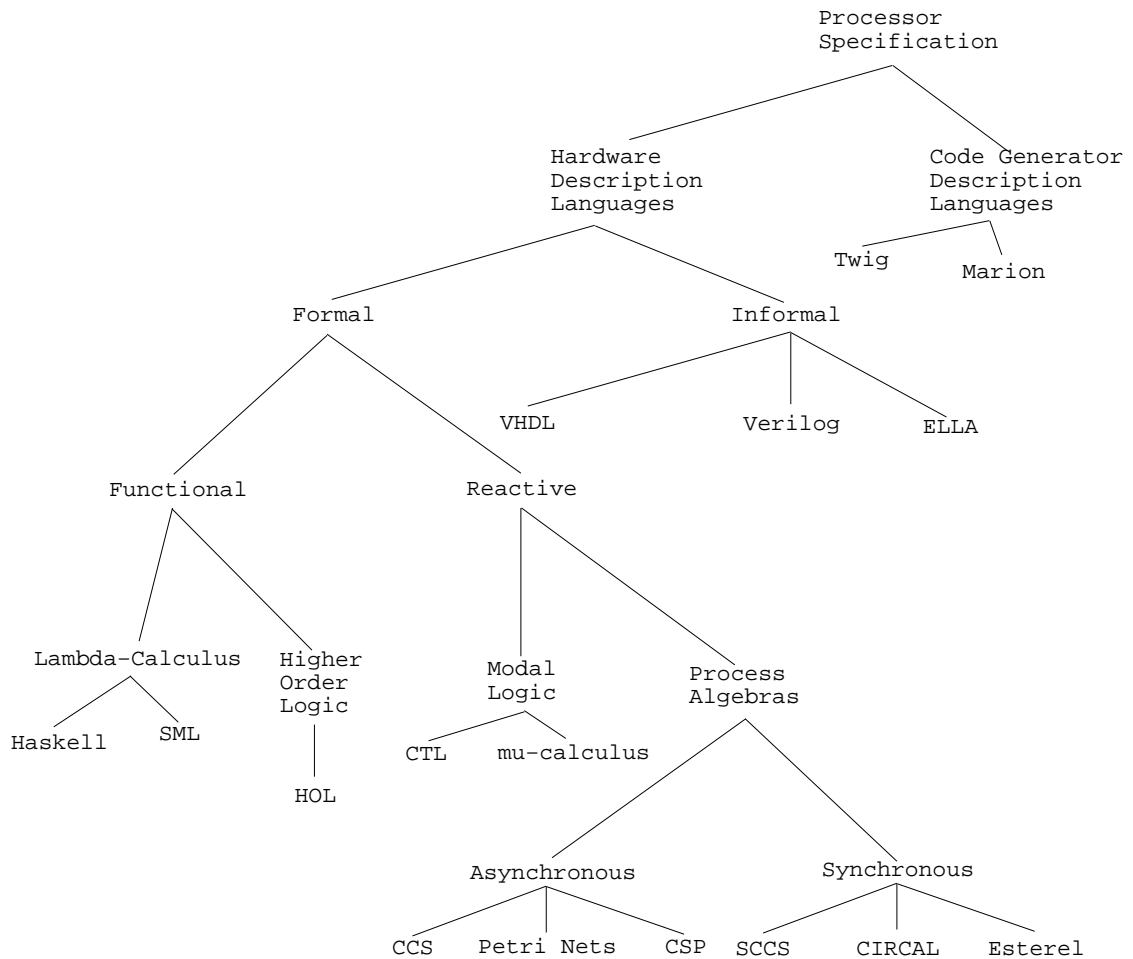 Processor
Specification
Hardware
Description
Languages
Code Generator
Description
Languages
Twig
Marion
Formal
Informal
VHDL
Verilog
ELLA
Functional
Reactive
Lambda-Calculus
Higher
Order
Logic
Modal
Logic
Process
Algebras
Haskell
SML
HOL
CTL
mu-calculus
Asynchronous
Synchronous
CCS
Petri Nets
CSP
SCCS
CIRCAL
Esterel